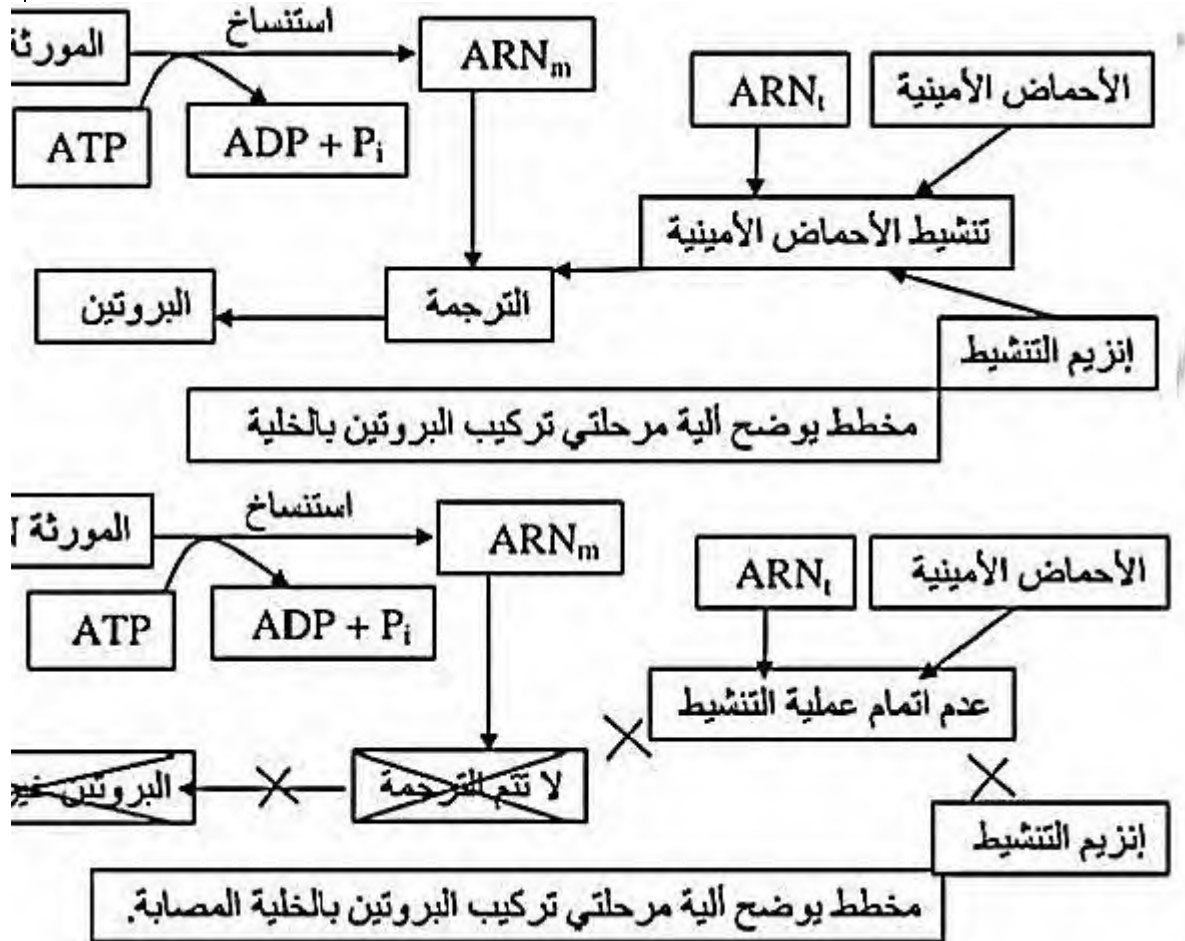 المورثة
استنساخ
ARNm
ATP
ADP + Pi
ARNt
الأحماض الأمينية
تنشيط الأحماض الأمينية
الترجمة
البروتين
إنزيم التنشيط
مخطط يوضح ألية مرحلتي تركيب البروتين بالخلية
المورثة
استنساخ
ARNm
ATP
ADP + Pi
ARNt
الأحماض الأمينية
عدم اتمام عملية التنشيط
لا تتم الترجمة
البروتين غير
إنزيم التنشيط
مخطط يوضح ألية مرحلتي تركيب البروتين بالخلية المصابة.